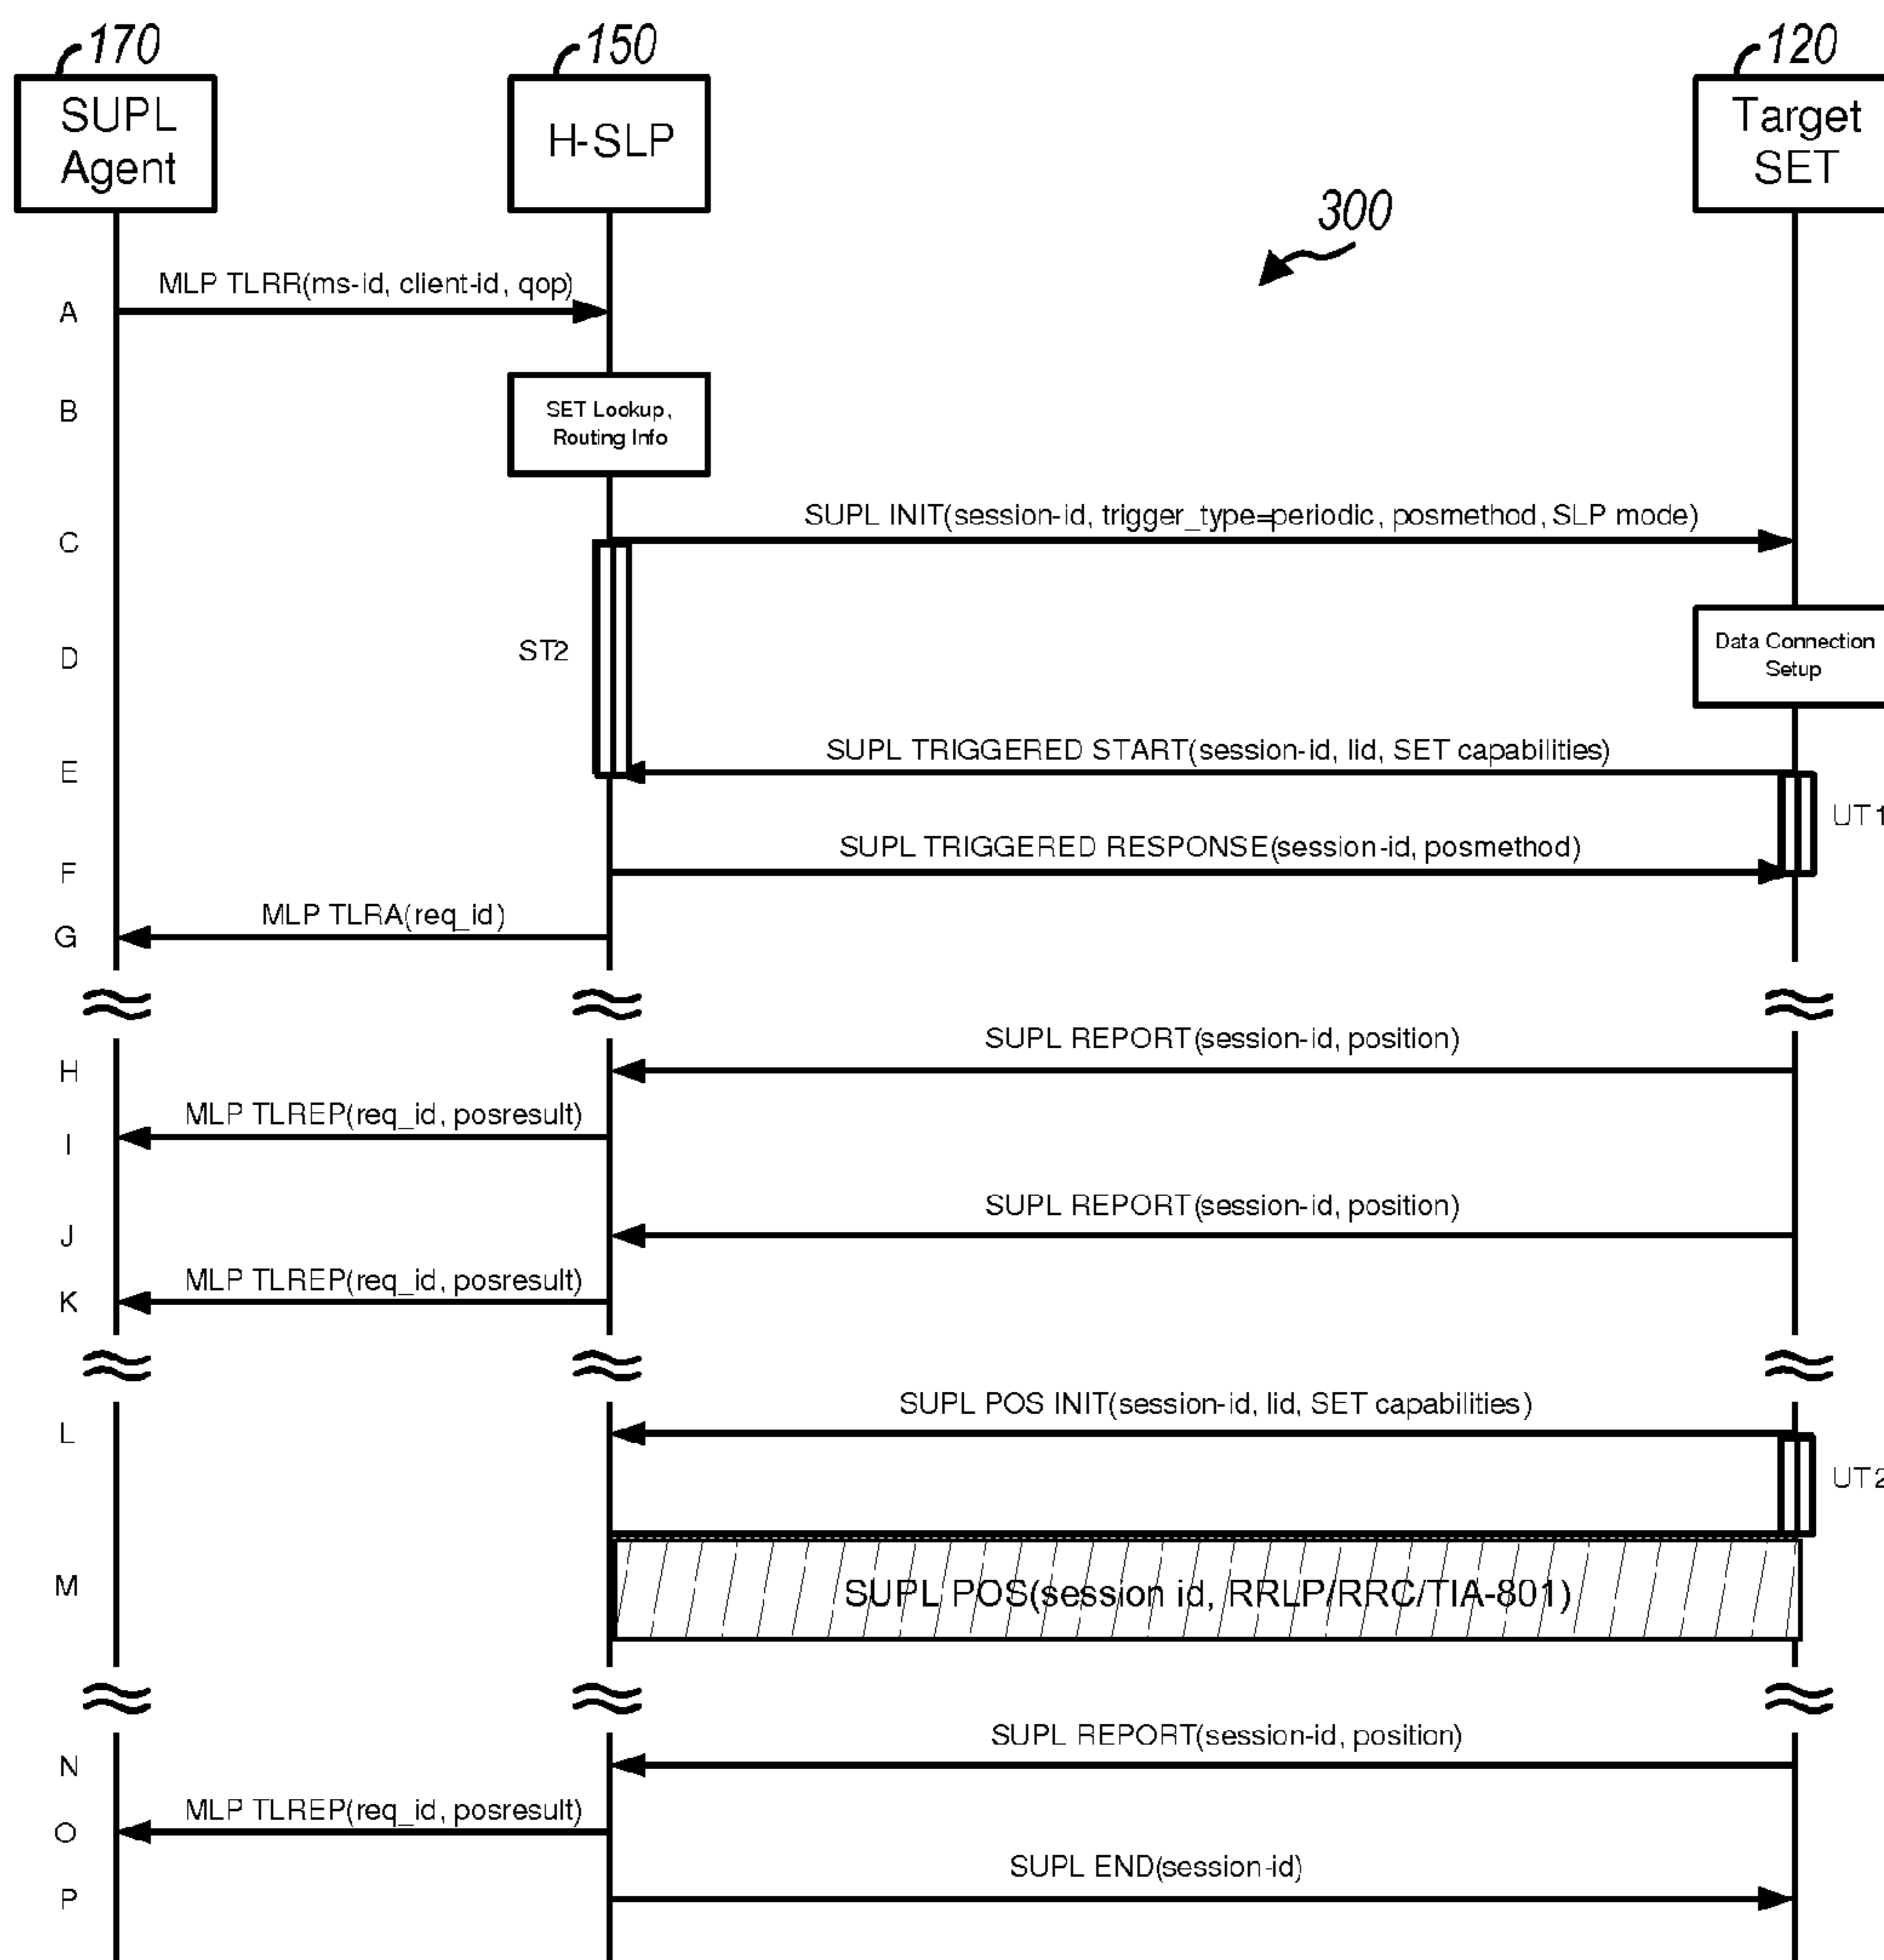 170
150
120
SUPL
Agent
H-SLP
Target
SET
300
MLP TLRR(ms-id, client-id, qop)
A
B
SET Lookup,
Routing Info
SUPL INIT(session-id, trigger_type=periodic, posmethod, SLP mode)
C
D
ST2
Data Connection
Setup
SUPL TRIGGERED START(session-id, lid, SET capabilities)
E
UT1
SUPL TRIGGERED RESPONSE(session-id, posmethod)
F
MLP TLRA(req_id)
G
SUPL REPORT(session-id, position)
H
MLP TLREP(req_id, posresult)
I
SUPL REPORT(session-id, position)
J
MLP TLREP(req_id, posresult)
K
SUPL POS INIT(session-id, lid, SET capabilities)
L
UT2
M
SUPL POS(session id, RRLP/RRC/TIA-801)
SUPL REPORT(session-id, position)
N
MLP TLREP(req_id, posresult)
O
SUPL END(session-id)
P